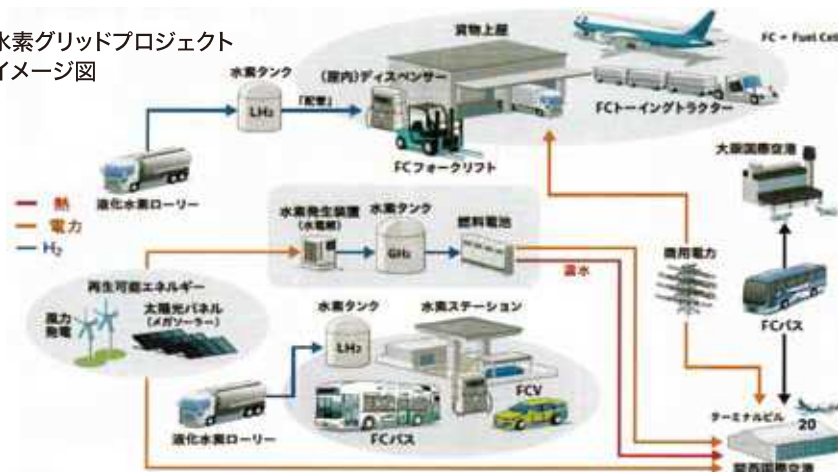 水素グリッドプロジェクト
イメージ図
貨物上屋
FC = Fuel Cell
水素タンク
LH₂
「配管」
(屋内)ディスペンサー
FCフォークリフト
FCトーイングトラクター
液化水素ローリー
大阪国際空港
熱
電力
H₂
水素発生装置
(水電解)
水素タンク
GH₂
燃料電池
温水
商用電力
FCバス
再生可能エネルギー
風力
発電
太陽光パネル
(メガソーラー)
水素タンク
LH₂
水素ステーション
FCV
FCバス
液化水素ローリー
ターミナルビル
20
関西国際空港